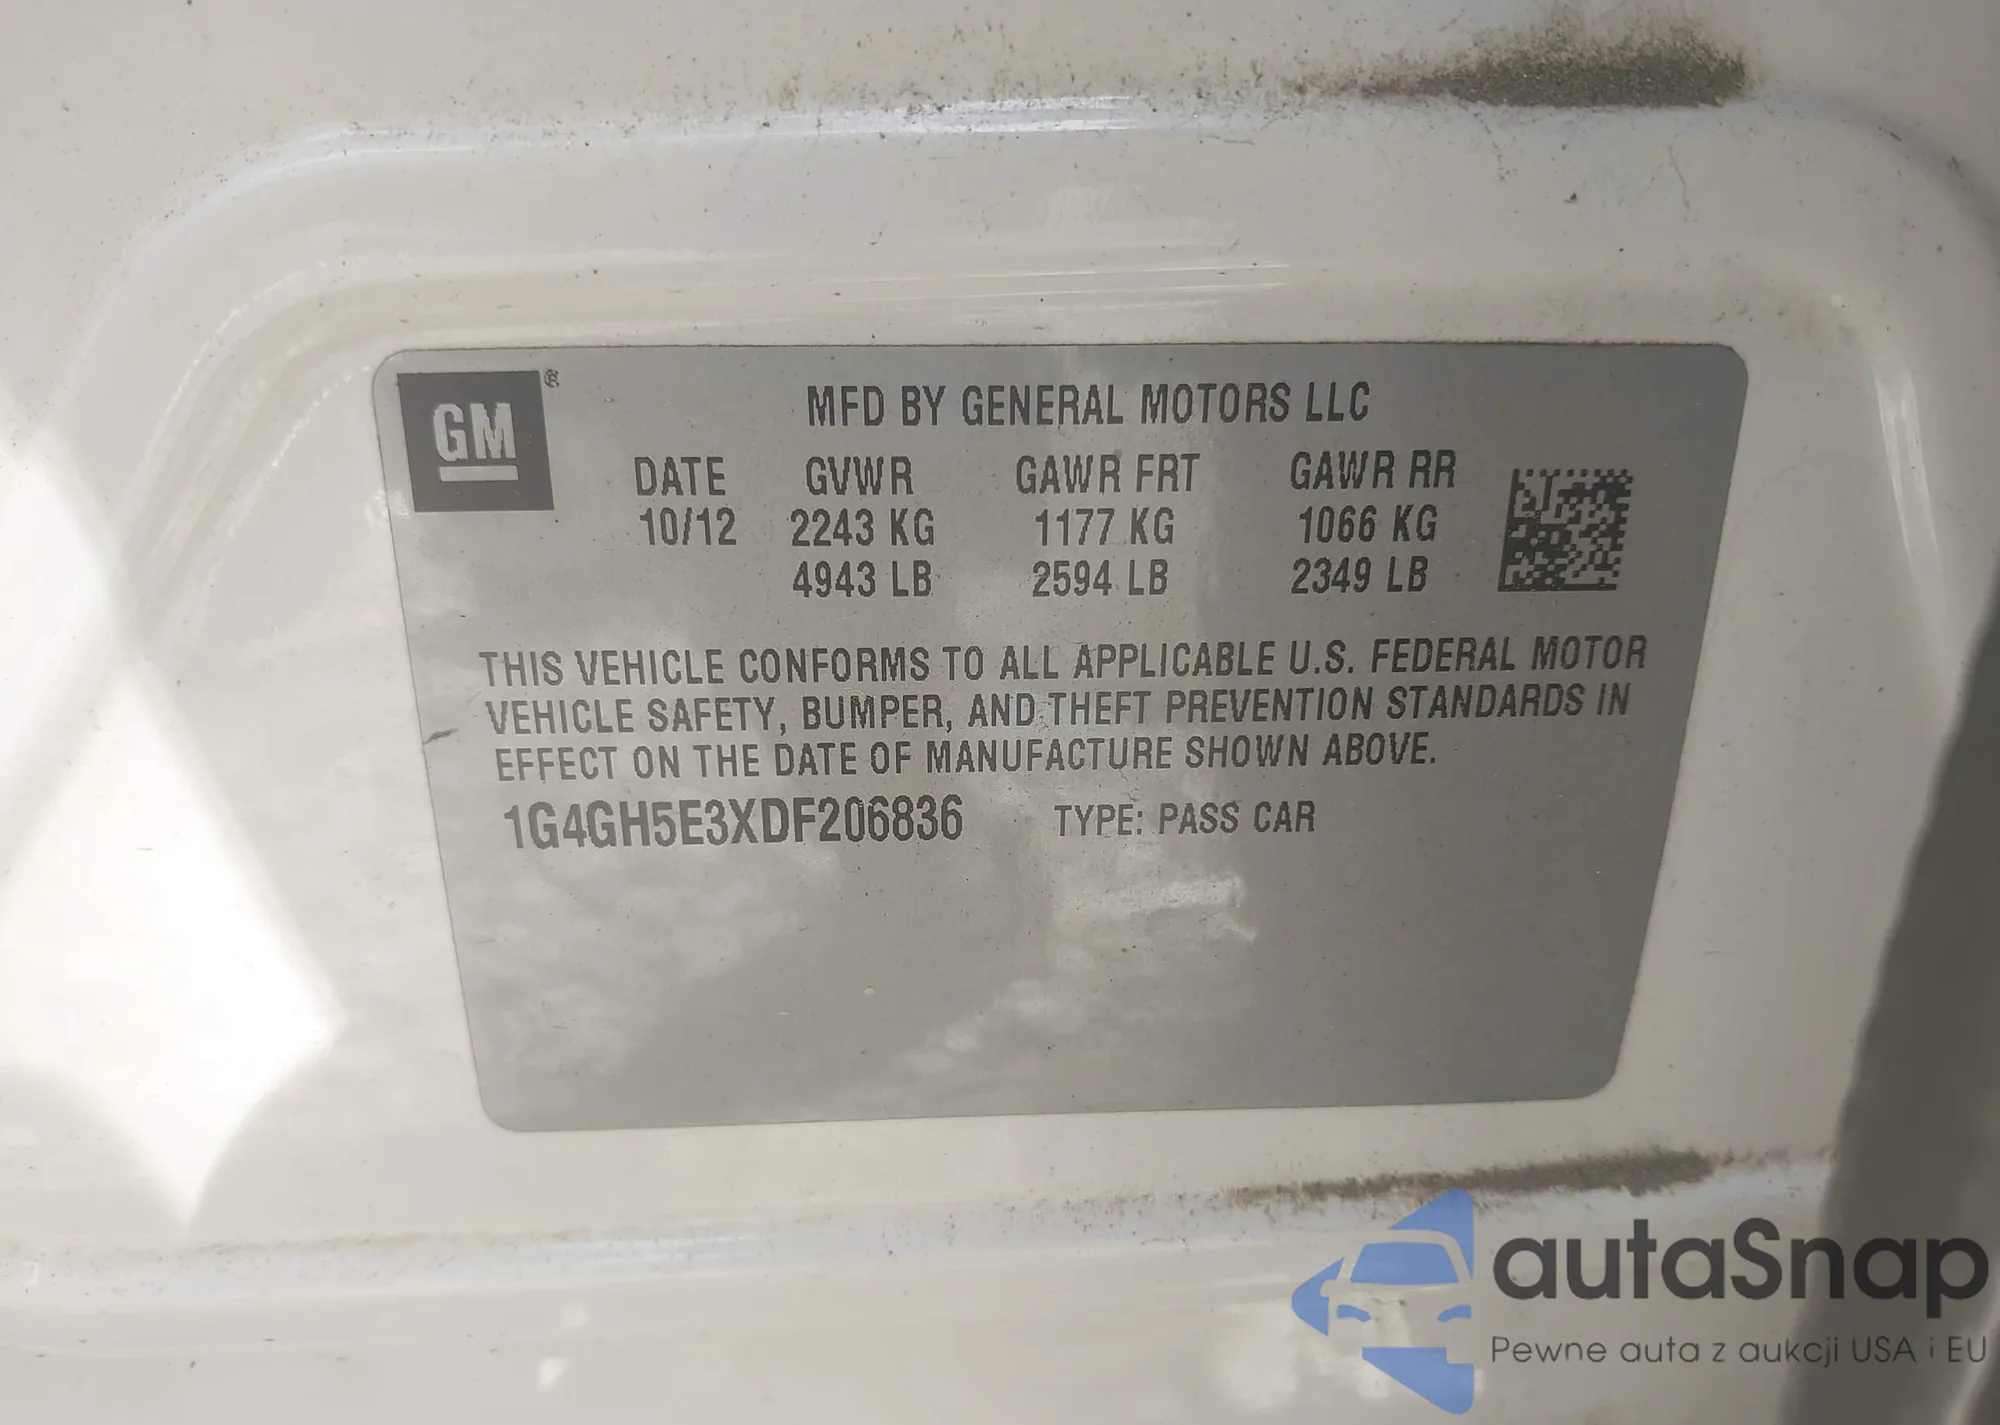 GM ®
MFD BY GENERAL MOTORS LLC
DATE GVWR GAWR FRT GAWR RR
10/12 2243 KG 1177 KG 1066 KG
4943 LB 2594 LB 2349 LB
THIS VEHICLE CONFORMS TO ALL APPLICABLE U.S. FEDERAL MOTOR
VEHICLE SAFETY, BUMPER, AND THEFT PREVENTION STANDARDS IN
EFFECT ON THE DATE OF MANUFACTURE SHOWN ABOVE.
1G4GH5E3XDF206836 TYPE: PASS CAR
autaSnap
Pewne auta z aukcji USA i EU